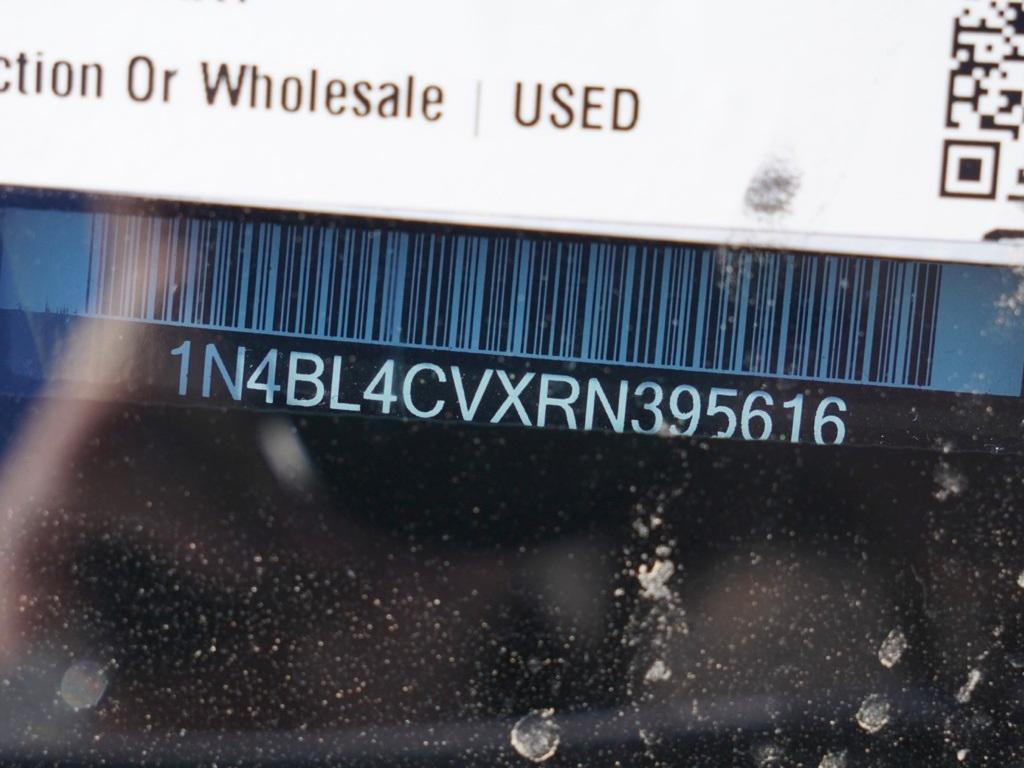 ction Or Wholesale | USED
1N4BL4CVXRN395616